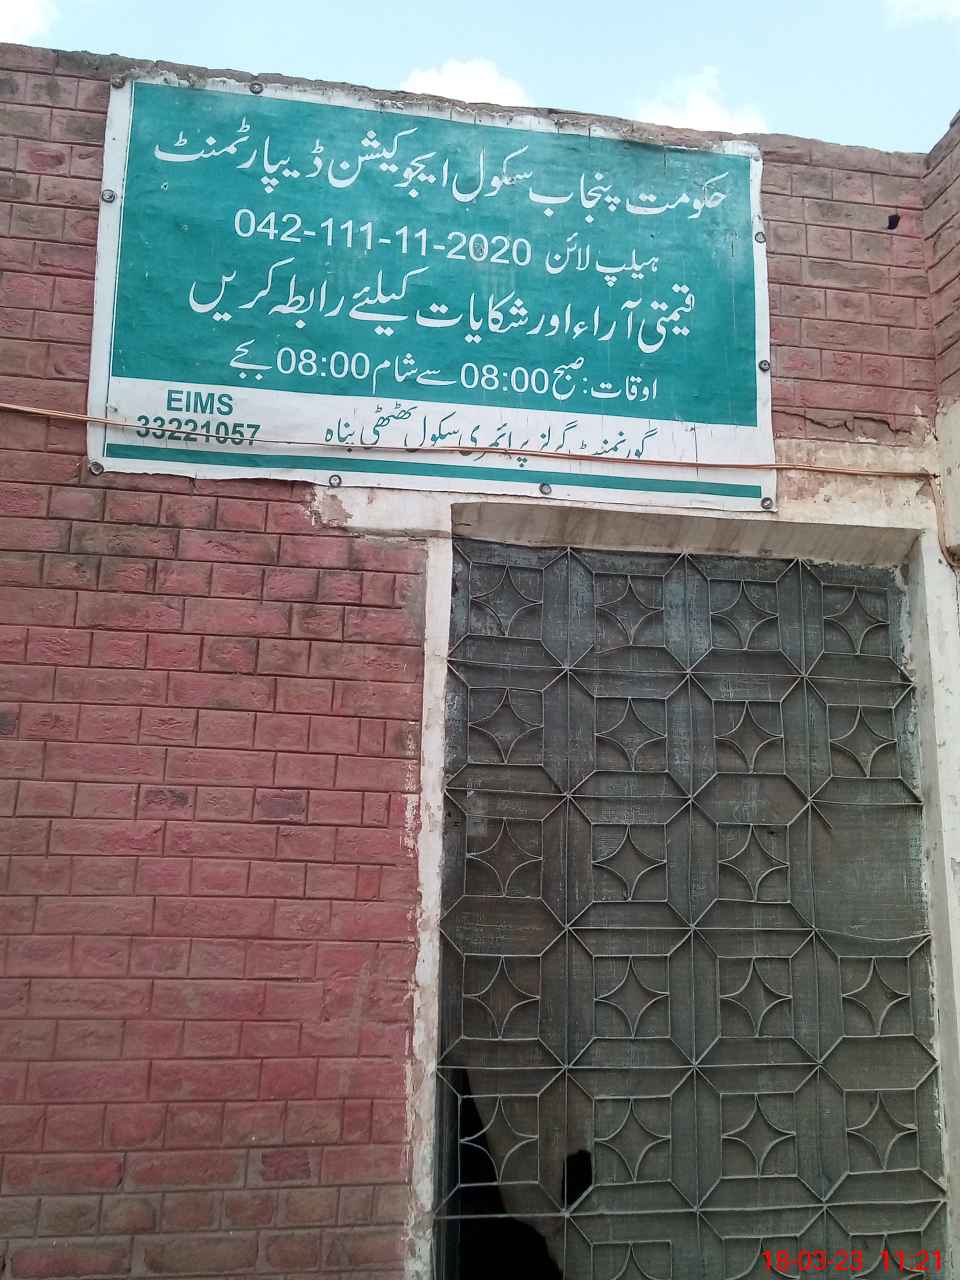 حکومت پنجاب سکول ایجوکیشن ڈیپارٹمنٹ
ہیلپ لائن 042-111-11-2020
قیمتی آراء اور شکایات کیلئے رابطہ کریں
اوقات: صبح 08:00 سے شام 08:00 بجے
EIMS
33221057
گورنمنٹ گرلز پرائمری سکول بھٹھی پناہ
18-03-23 11:21